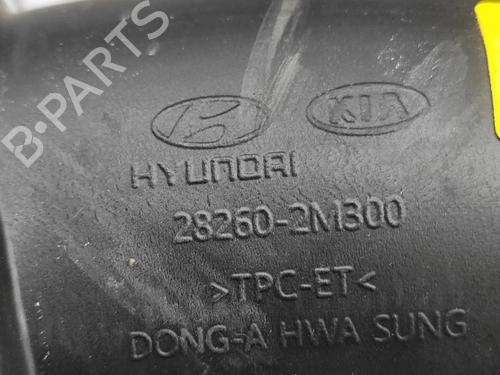 B-PARTS
KIA
HYUNDAI
28260-2M300
>TPC-ET<
DONG-A HWA SUNG